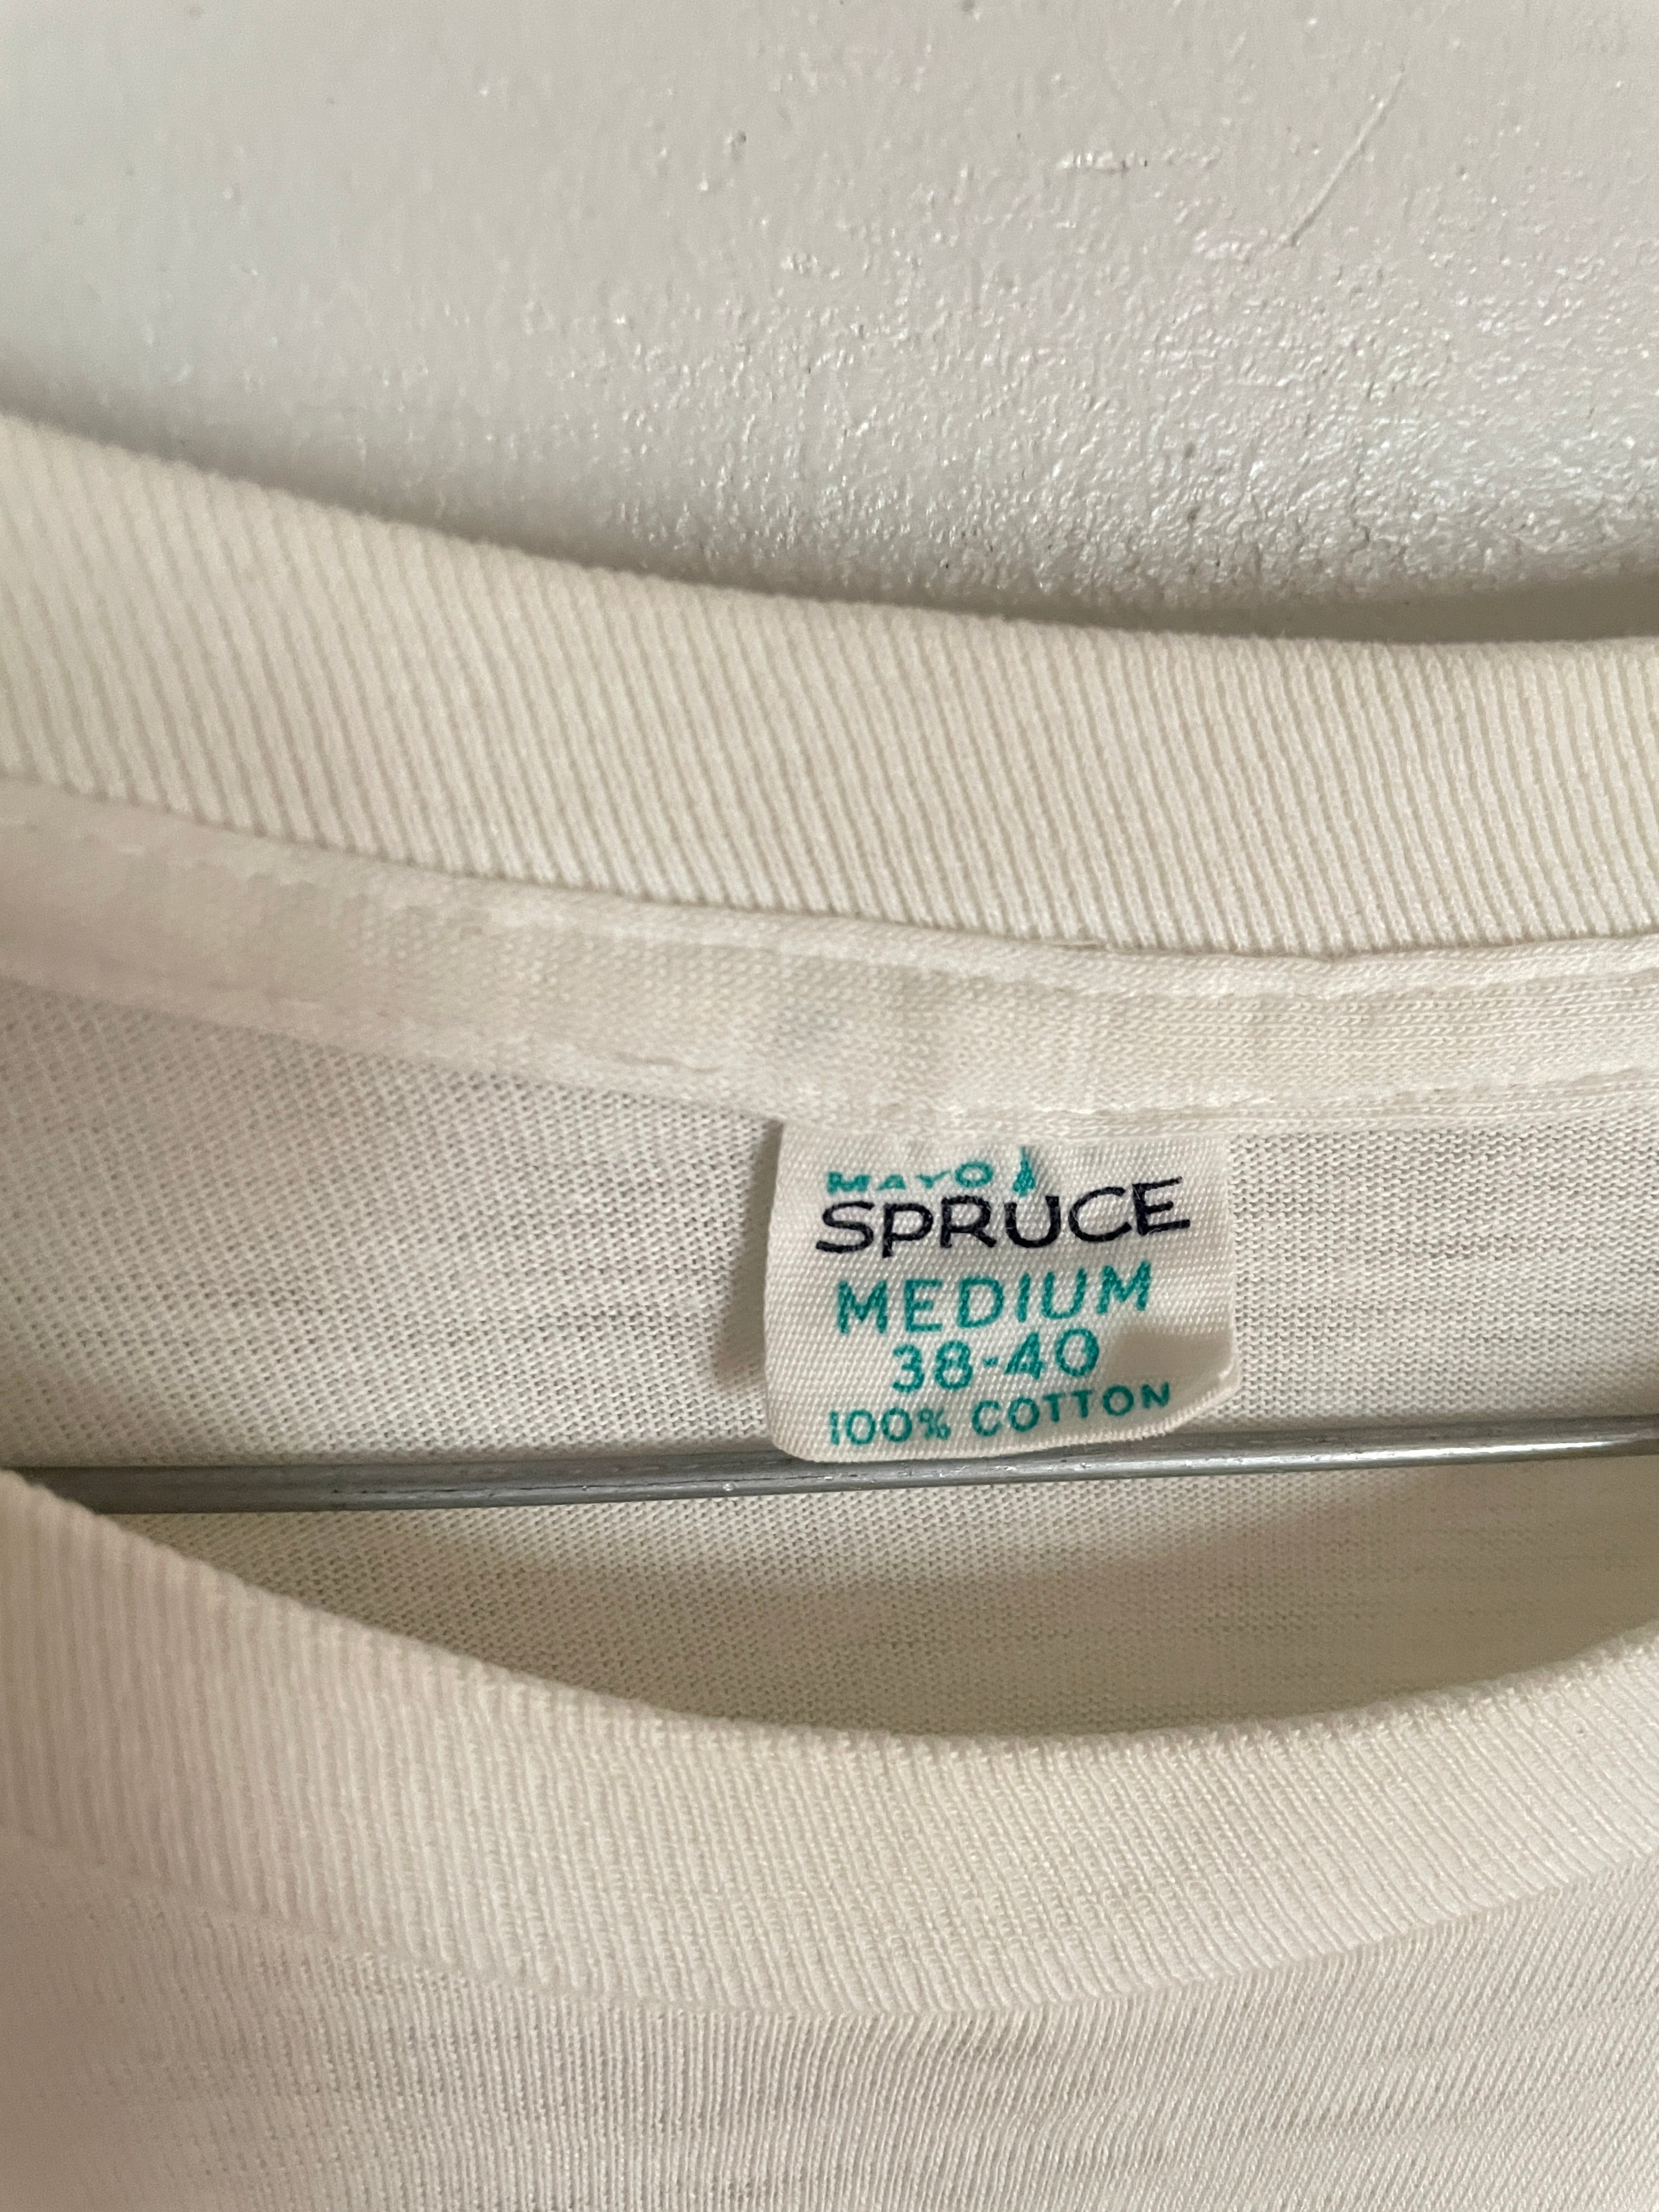 MAYO
SPRUCE
MEDIUM
38-40
100% COTTON